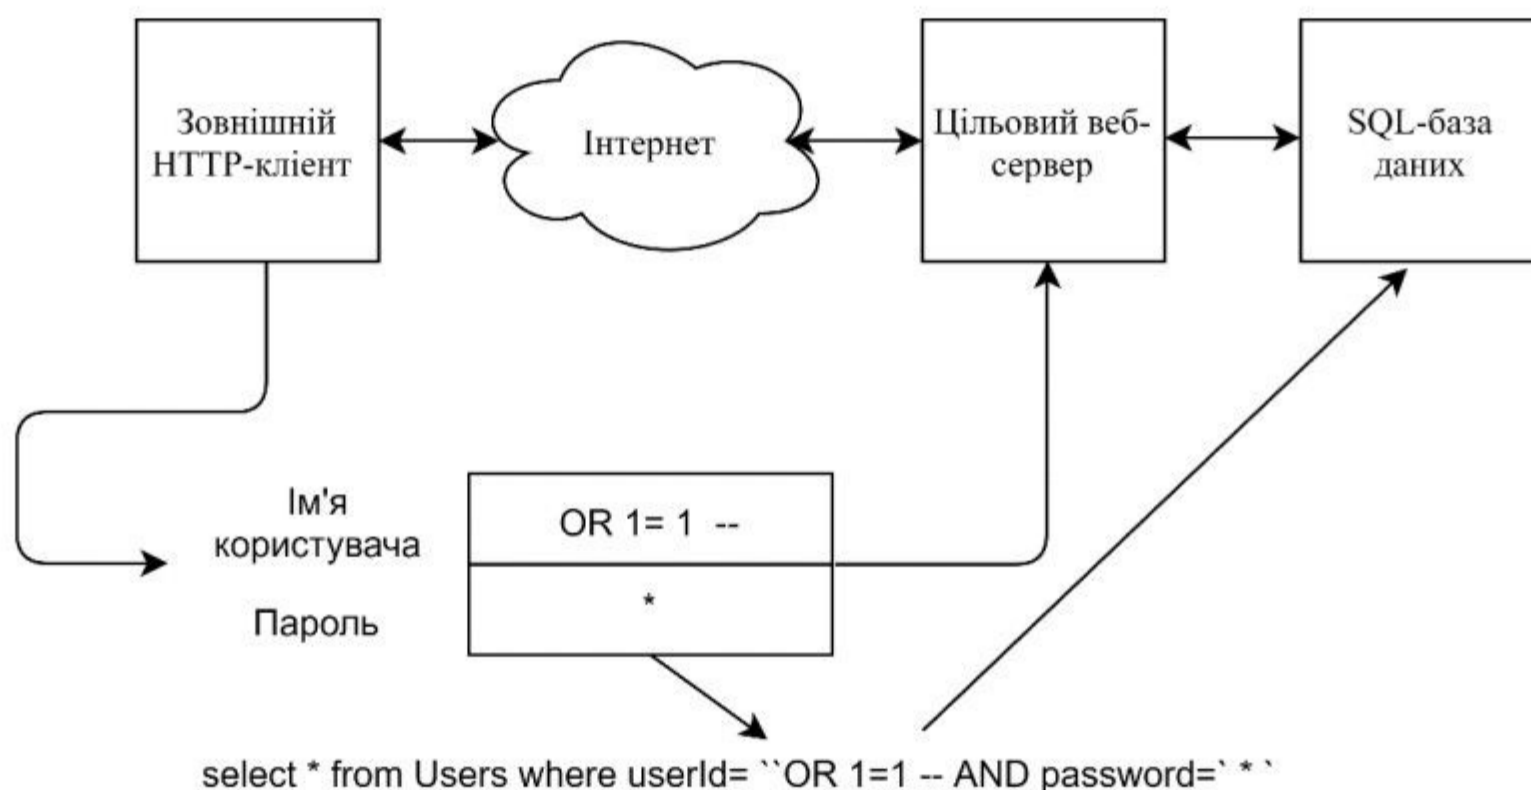 Зовнішній
HTTP-клієнт
Інтернет
Цільовий веб-
сервер
SQL-база
даних
Ім'я
користувача
OR 1= 1 --
Пароль
*
select * from Users where userId= ``OR 1=1 -- AND password=` * `